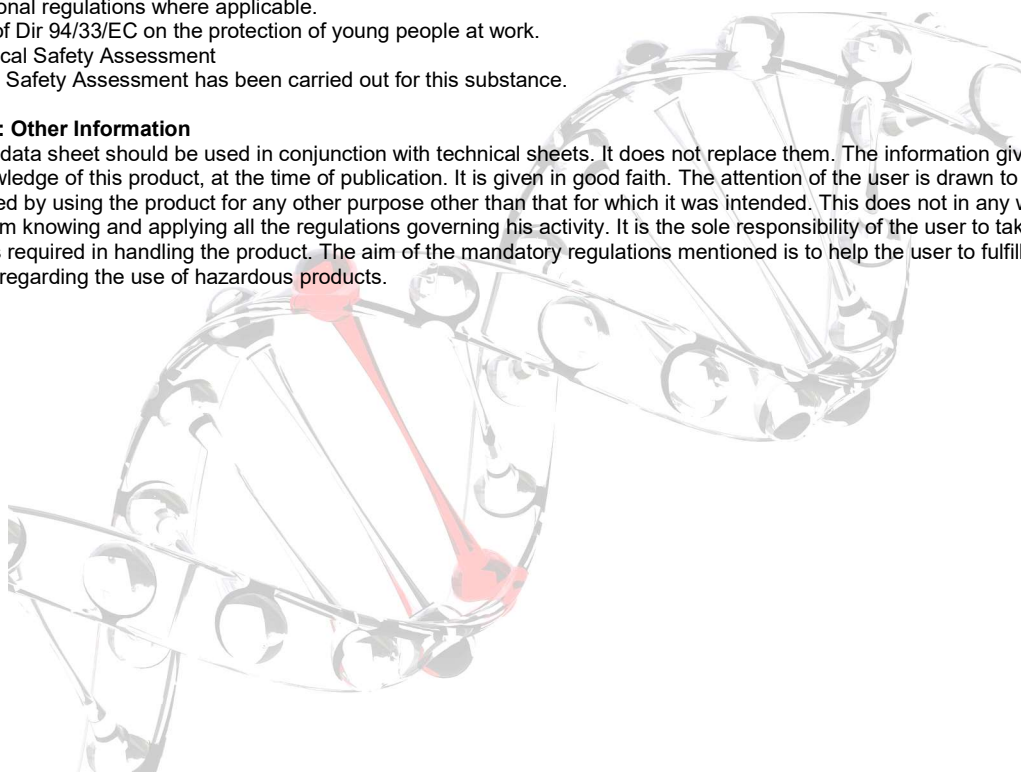 onal regulations where applicable.
of Dir 94/33/EC on the protection of young people at work.
cal Safety Assessment
Safety Assessment has been carried out for this substance.
: Other Information
data sheet should be used in conjunction with technical sheets. It does not replace them. The information giv
wledge of this product, at the time of publication. It is given in good faith. The attention of the user is drawn to
ed by using the product for any other purpose other than that for which it was intended. This does not in any w
m knowing and applying all the regulations governing his activity. It is the sole responsibility of the user to tak
s required in handling the product. The aim of the mandatory regulations mentioned is to help the user to fulfill
regarding the use of hazardous products.